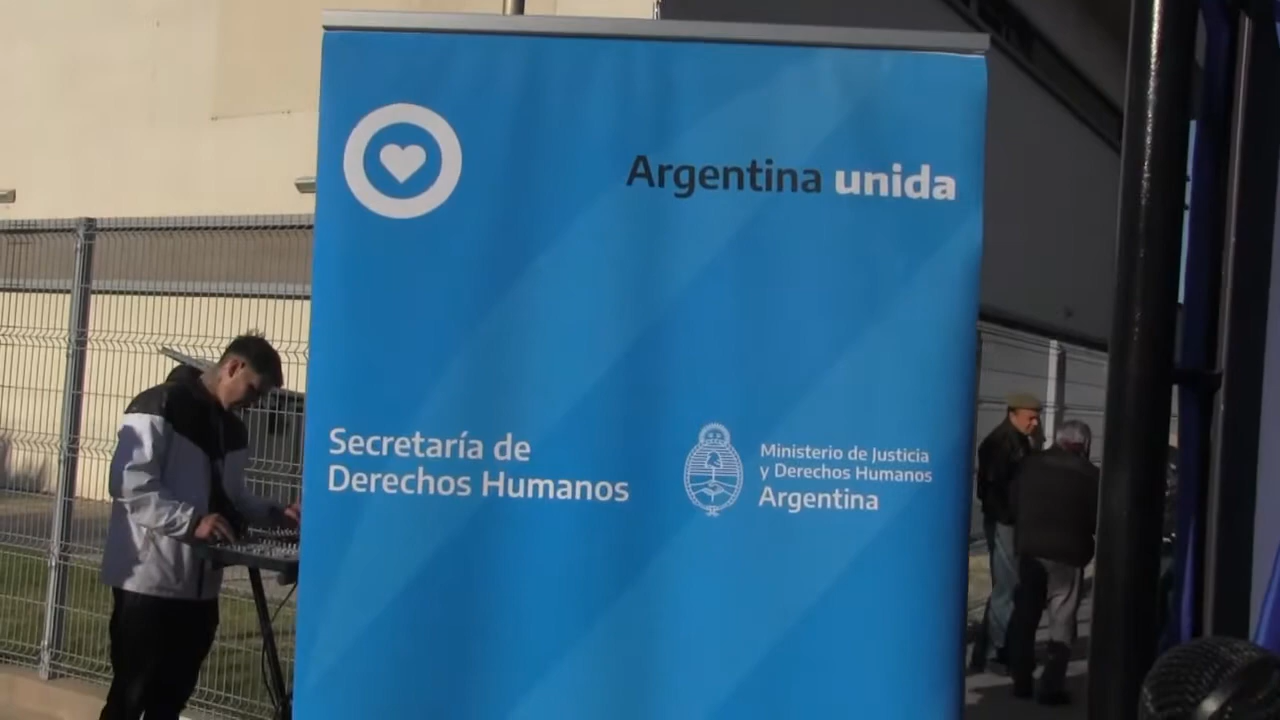 Argentina unida
Secretaría de
Derechos Humanos
Ministerio de Justicia
y Derechos Humanos
Argentina